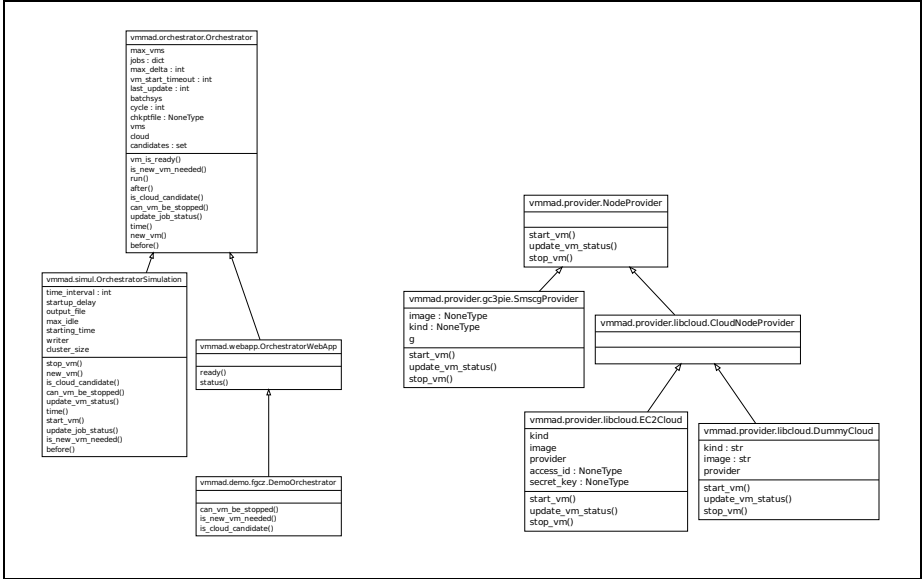 vmmad.orchestrator.Orchestrator
max_vms
jobs : dict
max_delta : int
vm_start_timeout : int
last_update : int
batchsys
cycle : int
chkptfile : NoneType
vms
cloud
candidates : set
vm_is_ready()
is_new_vm_needed()
run()
after()
is_cloud_candidate()
can_vm_be_stopped()
update_job_status()
time()
new_vm()
before()
vmmad.simul.OrchestratorSimulation
time_interval : int
startup_delay
output_file
max_idle
starting_time
writer
cluster_size
stop_vm()
new_vm()
is_cloud_candidate()
can_vm_be_stopped()
update_vm_status()
time()
start_vm()
update_job_status()
is_new_vm_needed()
before()
vmmad.webapp.OrchestratorWebApp
ready()
status()
vmmad.demo.fgcz.DemoOrchestrator
can_vm_be_stopped()
is_new_vm_needed()
is_cloud_candidate()
vmmad.provider.NodeProvider
start_vm()
update_vm_status()
stop_vm()
vmmad.provider.gc3pie.SmscgProvider
image : NoneType
kind : NoneType
g
start_vm()
update_vm_status()
stop_vm()
vmmad.provider.libcloud.CloudNodeProvider
vmmad.provider.libcloud.EC2Cloud
kind
image
provider
access_id : NoneType
secret_key : NoneType
start_vm()
update_vm_status()
stop_vm()
vmmad.provider.libcloud.DummyCloud
kind : str
image : str
provider
start_vm()
update_vm_status()
stop_vm()